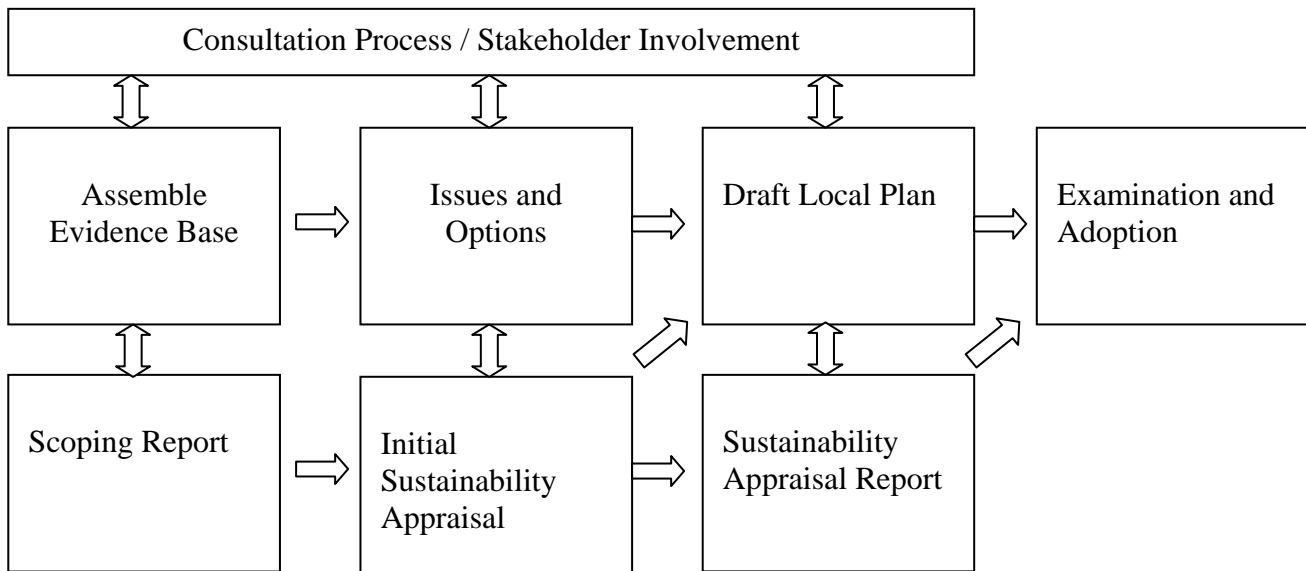 Consultation Process / Stakeholder Involvement
Assemble
Evidence Base
Issues and
Options
Draft Local Plan
Examination and
Adoption
Scoping Report
Initial
Sustainability
Appraisal
Sustainability
Appraisal Report